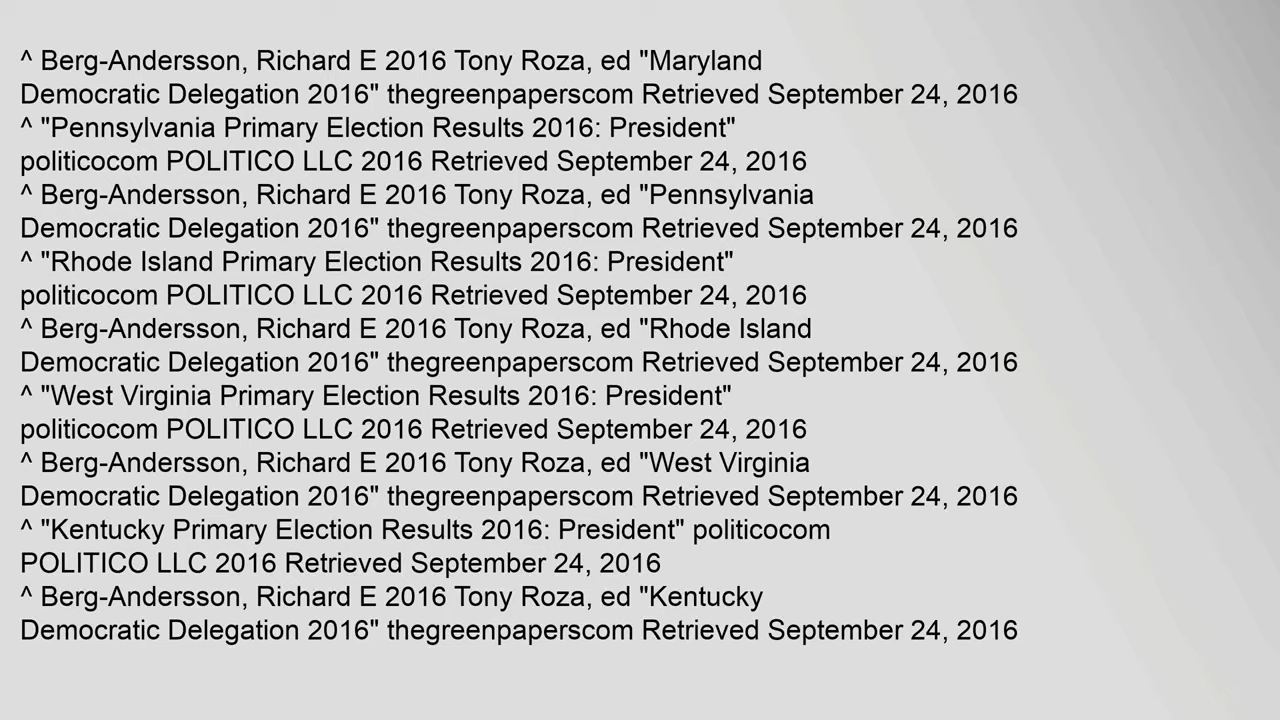 ^ Berg-Andersson, Richard E 2016 Tony Roza, ed "Maryland
Democratic Delegation 2016" thegreenpaperscom Retrieved September 24, 2016
^ "Pennsylvania Primary Election Results 2016: President"
politicocom POLITICO LLC 2016 Retrieved September 24, 2016
^ Berg-Andersson, Richard E 2016 Tony Roza, ed "Pennsylvania
Democratic Delegation 2016" thegreenpaperscom Retrieved September 24, 2016
^ "Rhode Island Primary Election Results 2016: President"
politicocom POLITICO LLC 2016 Retrieved September 24, 2016
^ Berg-Andersson, Richard E 2016 Tony Roza, ed "Rhode Island
Democratic Delegation 2016" thegreenpaperscom Retrieved September 24, 2016
^ "West Virginia Primary Election Results 2016: President"
politicocom POLITICO LLC 2016 Retrieved September 24, 2016
^ Berg-Andersson, Richard E 2016 Tony Roza, ed "West Virginia
Democratic Delegation 2016" thegreenpaperscom Retrieved September 24, 2016
^ "Kentucky Primary Election Results 2016: President" politicocom
POLITICO LLC 2016 Retrieved September 24, 2016
^ Berg-Andersson, Richard E 2016 Tony Roza, ed "Kentucky
Democratic Delegation 2016" thegreenpaperscom Retrieved September 24, 2016